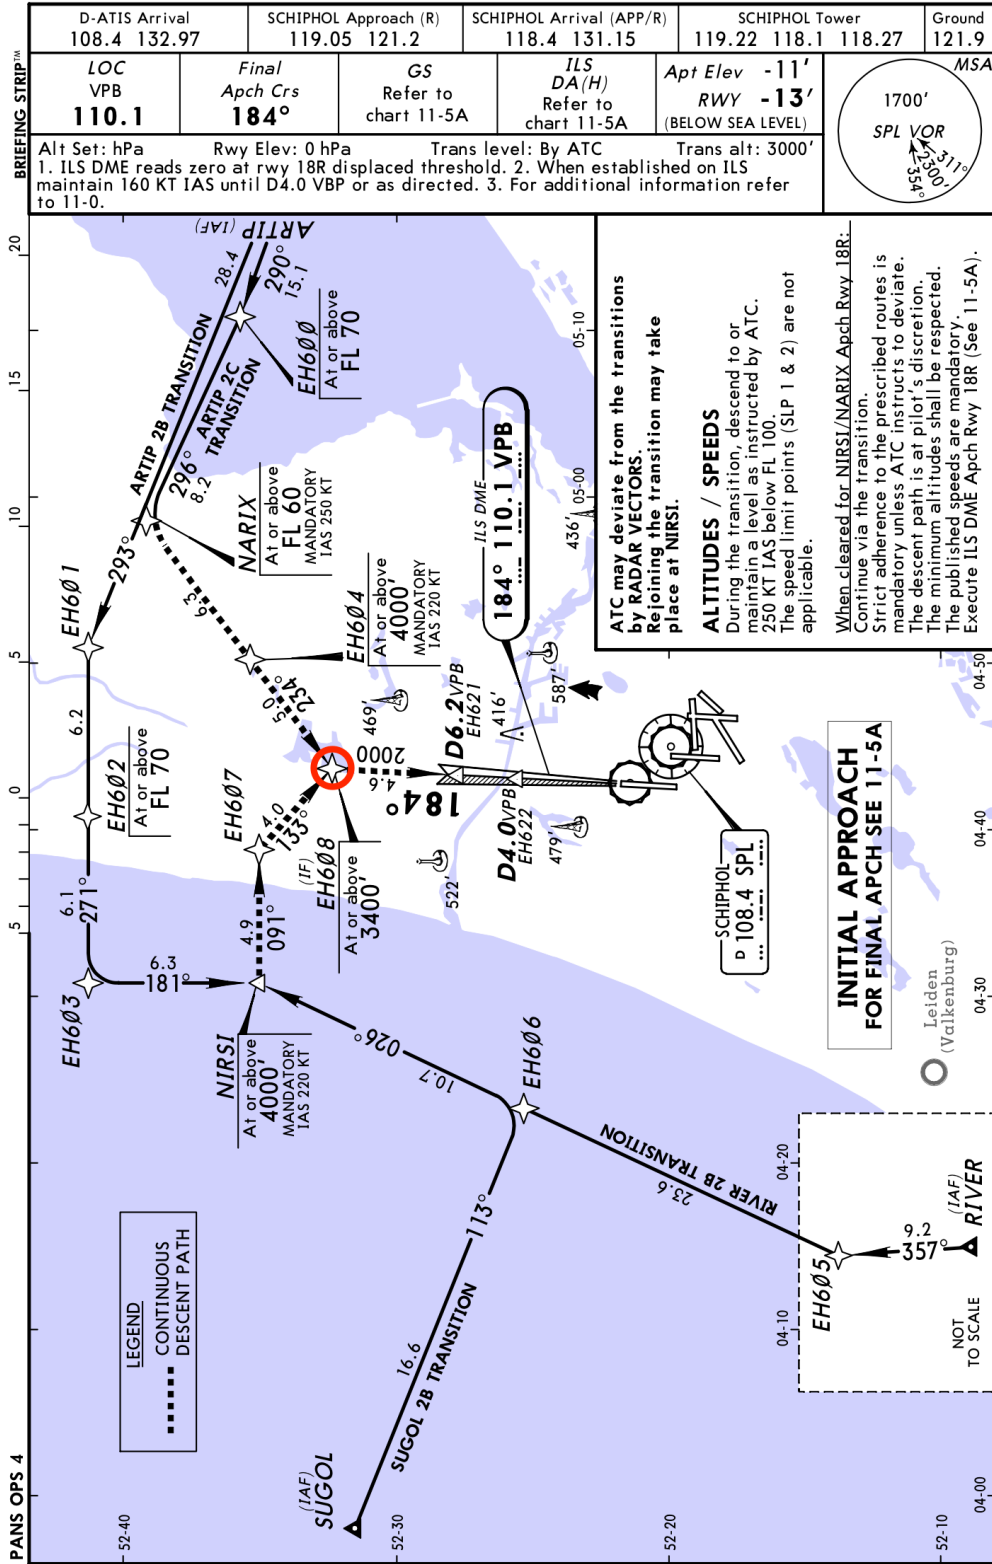 PANS OPS 4
BRIEFING STRIP™
D-ATIS Arrival
108.4 132.97
SCHIPHOL Approach (R)
119.05 121.2
SCHIPHOL Arrival (APP/R)
118.4 131.15
SCHIPHOL Tower
119.22 118.1 118.27
Ground
121.9
LOC
VPB
110.1
Final
Apch Crs
184°
GS
Refer to
chart 11-5A
ILS
DA(H)
Refer to
chart 11-5A
Apt Elev -11'
RWY -13'
(BELOW SEA LEVEL)
MSA
1700'
SPL VOR
311°
2300'
354°
Alt Set: hPa Rwy Elev: 0 hPa Trans level: By ATC Trans alt: 3000'
1. ILS DME reads zero at rwy 18R displaced threshold. 2. When established on ILS
maintain 160 KT IAS until D4.0 VBP or as directed. 3. For additional information refer
to 11-0.
20
15
10
5
0
5
ARTIP (IAF)
28.4
290°
15.1
EH6Ø0
At or above
FL 70
ARTIP 2B TRANSITION
ARTIP 2C
TRANSITION
296°
8.2
NARIX
At or above
FL 60
MANDATORY
IAS 250 KT
293°
EH6Ø1
6.3
EH6Ø4
At or above
4000'
MANDATORY
IAS 220 KT
234°
5.0
6.2
EH6Ø2
At or above
FL 70
6.1
271°
EH6Ø3
6.3
181°
NIRSI
At or above
4000'
MANDATORY
IAS 220 KT
4.9
091°
EH6Ø7
4.0
133°
(IF)
EH6Ø8
At or above
3400'
2000
4.6
184°
D6.2VPB
EH621
D4.0VPB
EH622
469'
416'
587'
436'
522'
479'
ILS DME
184° 110.1 VPB
SCHIPHOL
D 108.4 SPL
026°
10.7
EH6Ø6
RIVER 2B TRANSITION
23.6
113°
SUGOL 2B TRANSITION
16.6
(IAF)
SUGOL
EH6Ø5
9.2
357°
(IAF)
RIVER
NOT
TO SCALE
LEGEND
CONTINUOUS
DESCENT PATH
Leiden
(Valkenburg)
INITIAL APPROACH
FOR FINAL APCH SEE 11-5A
ATC may deviate from the transitions
by RADAR VECTORS.
Rejoining the transition may take
place at NIRSI.
ALTITUDES / SPEEDS
During the transition, descend to or
maintain a level as instructed by ATC.
250 KT IAS below FL 100.
The speed limit points (SLP 1 & 2) are not
applicable.
When cleared for NIRSI/NARIX Apch Rwy 18R:
Continue via the transition.
Strict adherence to the prescribed routes is
mandatory unless ATC instructs to deviate.
The descent path is at pilot's discretion.
The minimum altitudes shall be respected.
The published speeds are mandatory.
Execute ILS DME Apch Rwy 18R (See 11-5A).
52-40
52-30
52-20
52-10
05-10
05-00
04-50
04-40
04-30
04-20
04-10
04-00